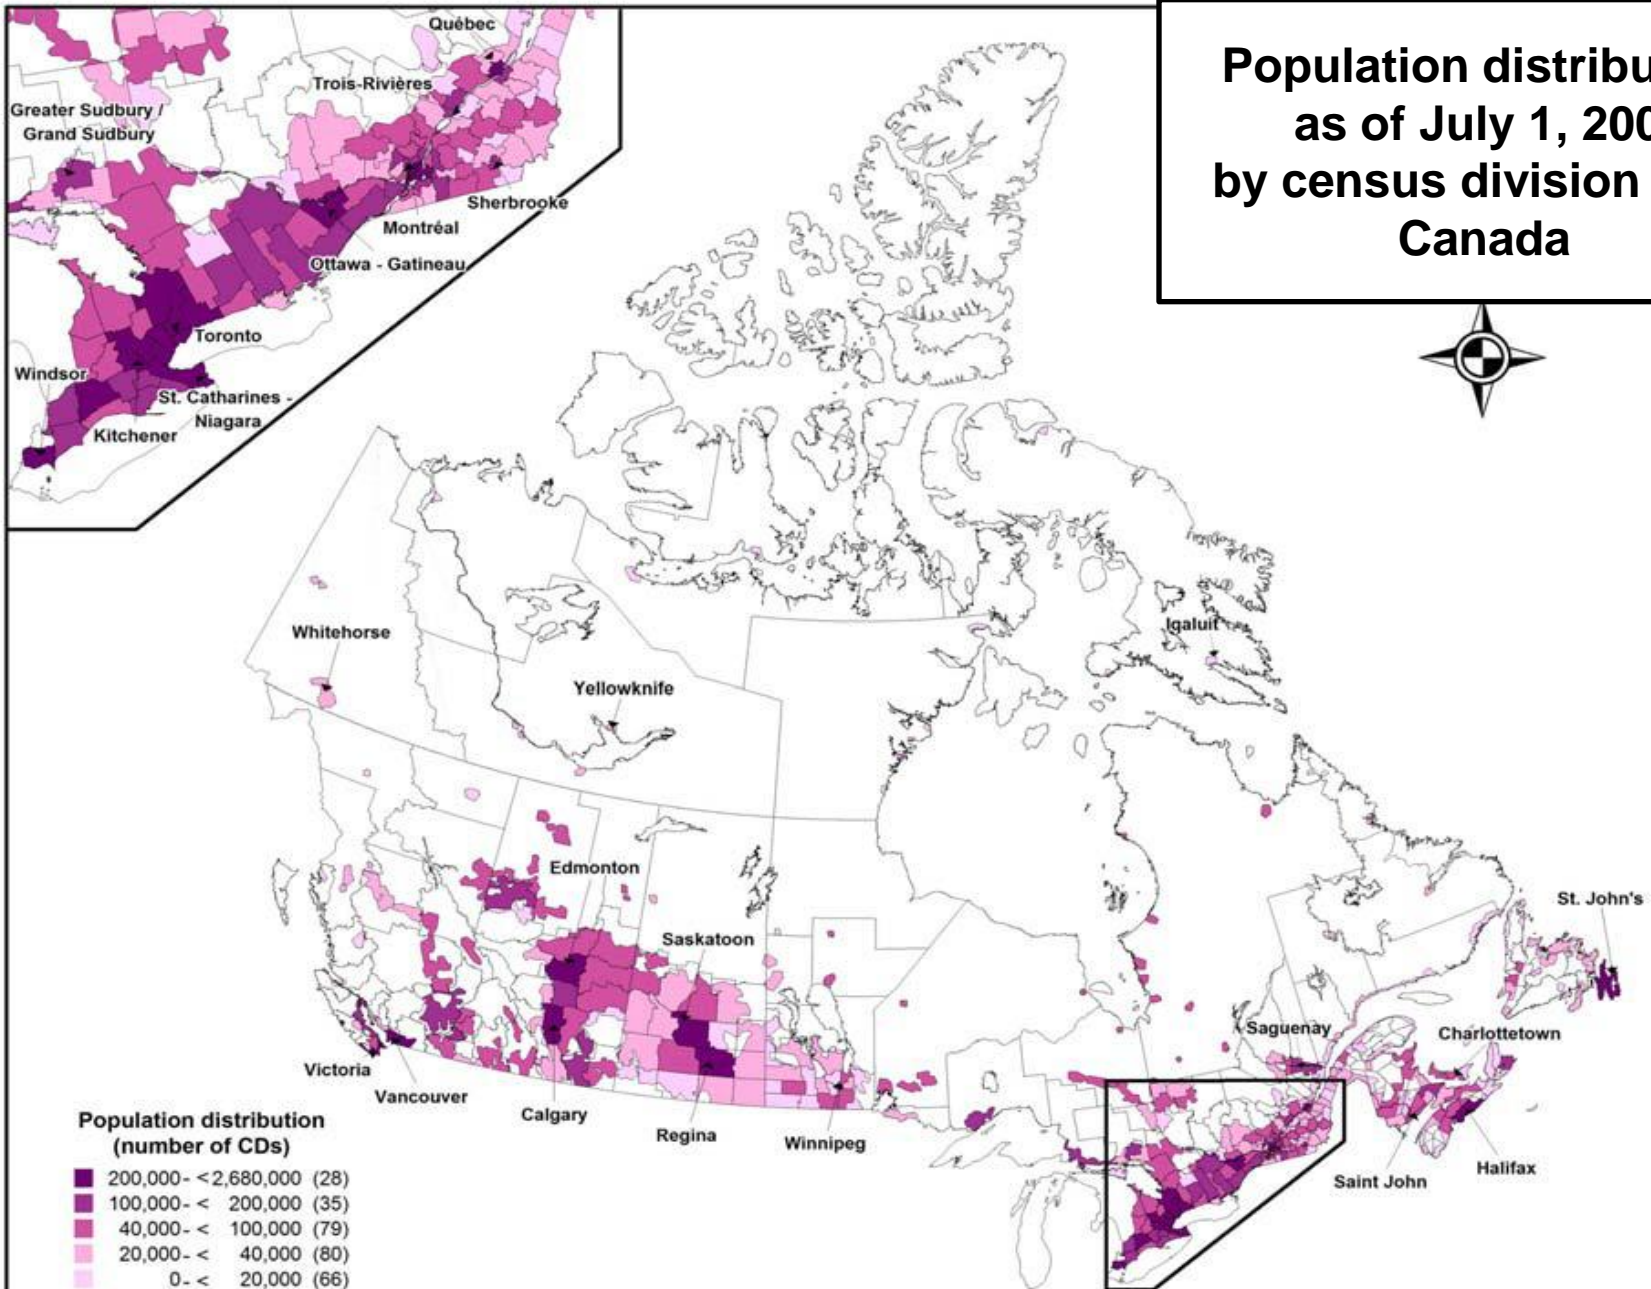 Population distribu
as of July 1, 200
by census division
Canada
Québec
Trois-Rivières
Greater Sudbury /
Grand Sudbury
Sherbrooke
Montréal
Ottawa - Gatineau
Toronto
Windsor
St. Catharines -
Niagara
Kitchener
Whitehorse
Yellowknife
Iqaluit
Edmonton
Saskatoon
St. John's
Saguenay
Charlottetown
Victoria
Vancouver
Calgary
Regina
Winnipeg
Saint John
Halifax
Population distribution
(number of CDs)
200,000- < 2,680,000 (28)
100,000- < 200,000 (35)
40,000- < 100,000 (79)
20,000- < 40,000 (80)
0- < 20,000 (66)